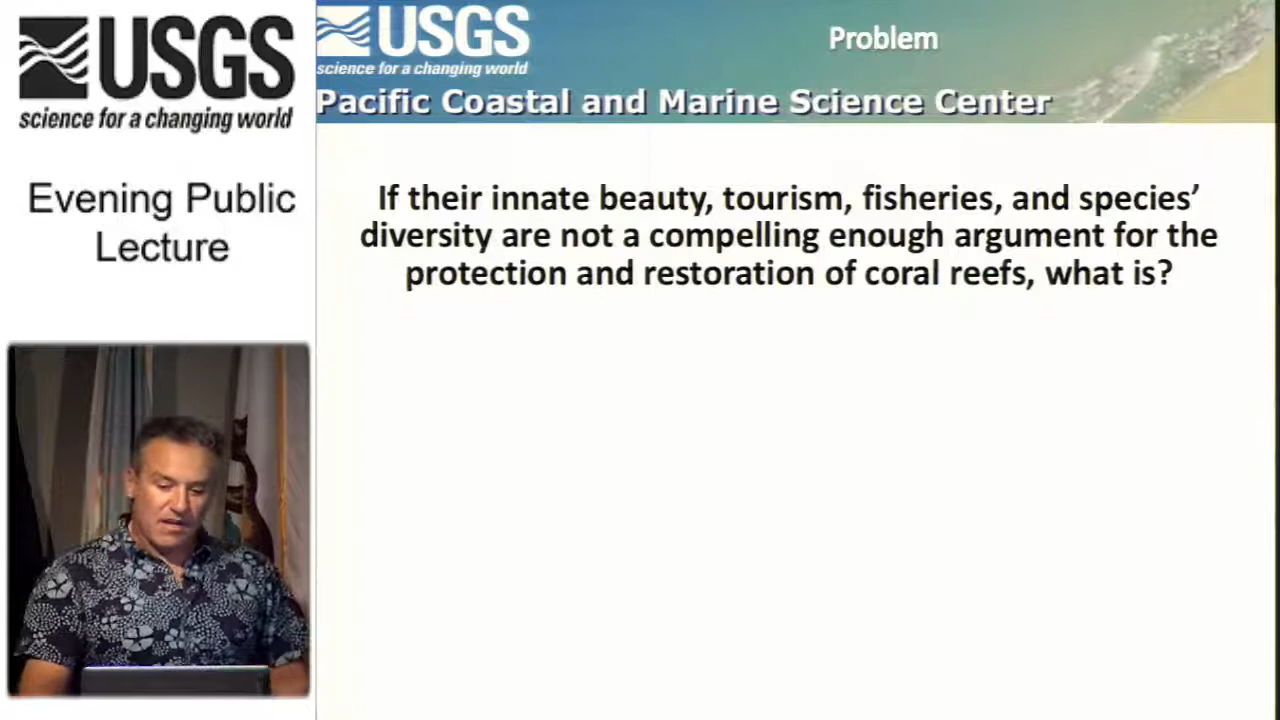 USGS
science for a changing world
Evening Public
Lecture
USGS
science for a changing world
Problem
Pacific Coastal and Marine Science Center
If their innate beauty, tourism, fisheries, and species’
diversity are not a compelling enough argument for the
protection and restoration of coral reefs, what is?